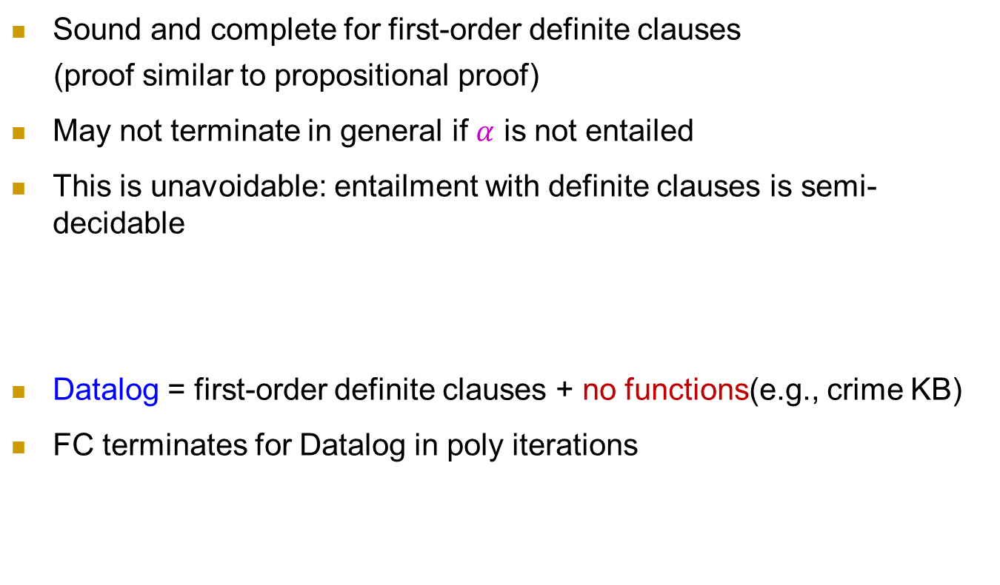 Sound and complete for first-order definite clauses
(proof similar to propositional proof)
May not terminate in general if α is not entailed
This is unavoidable: entailment with definite clauses is semi-
decidable
Datalog = first-order definite clauses + no functions(e.g., crime KB)
FC terminates for Datalog in poly iterations